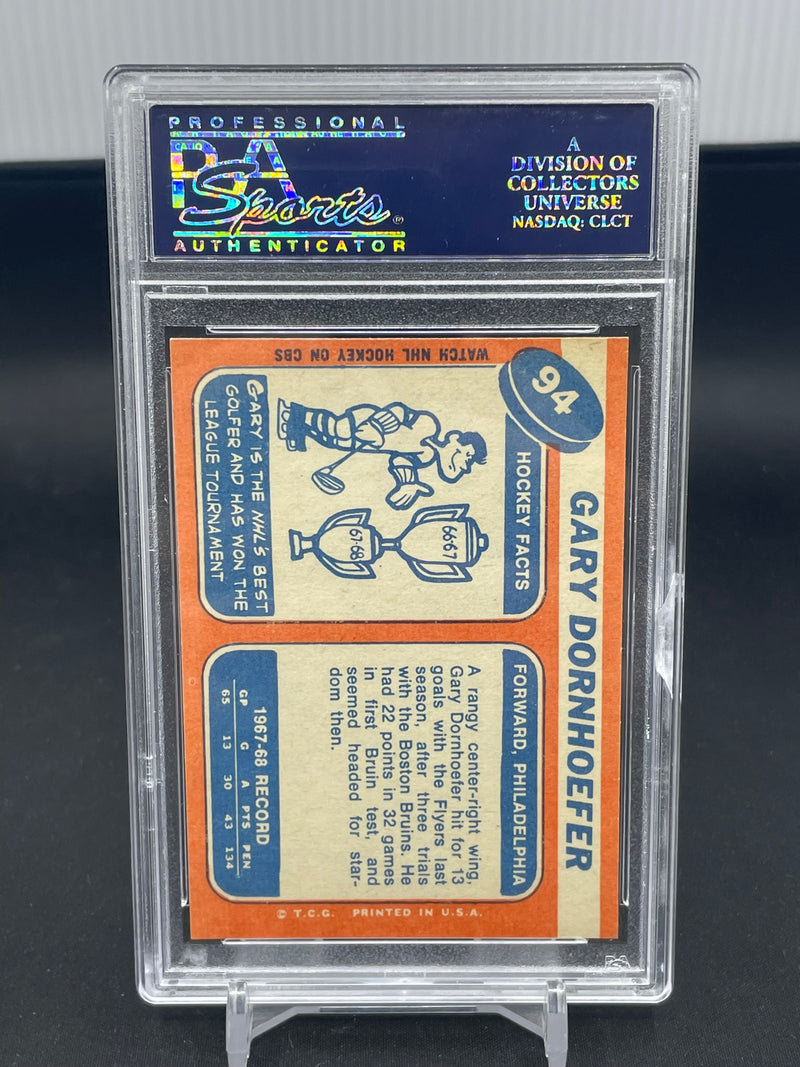 PROFESSIONAL
PSA
Sports
®
AUTHENTICATOR
A
DIVISION OF
COLLECTORS
UNIVERSE
NASDAQ: CLCT
94
GARY DORNHOEFER
HOCKEY FACTS
66-67
67-68
GARY IS THE NHL'S BEST
GOLFER AND HAS WON THE
LEAGUE TOURNAMENT
WATCH NHL HOCKEY ON CBS
FORWARD, PHILADELPHIA
A rangy center-right wing,
Gary Dornhoefer hit for 13
goals with the Flyers last
season, after three trials
with the Boston Bruins. He
had 22 points in 32 games
in first Bruin test, and
seemed headed for star-
dom then.
1967-68 RECORD
GP G A PTS PEN
65 13 30 43 134
© T.C.G. PRINTED IN U.S.A.